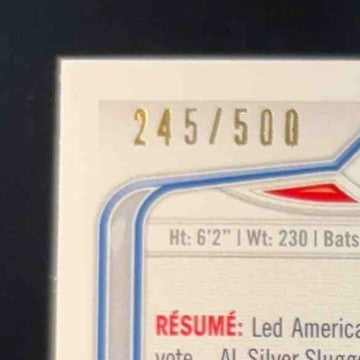 245/500
Ht: 6'2" | Wt: 230 | Bats
RÉSUMÉ: Led America
vote... AL Silver Slugg